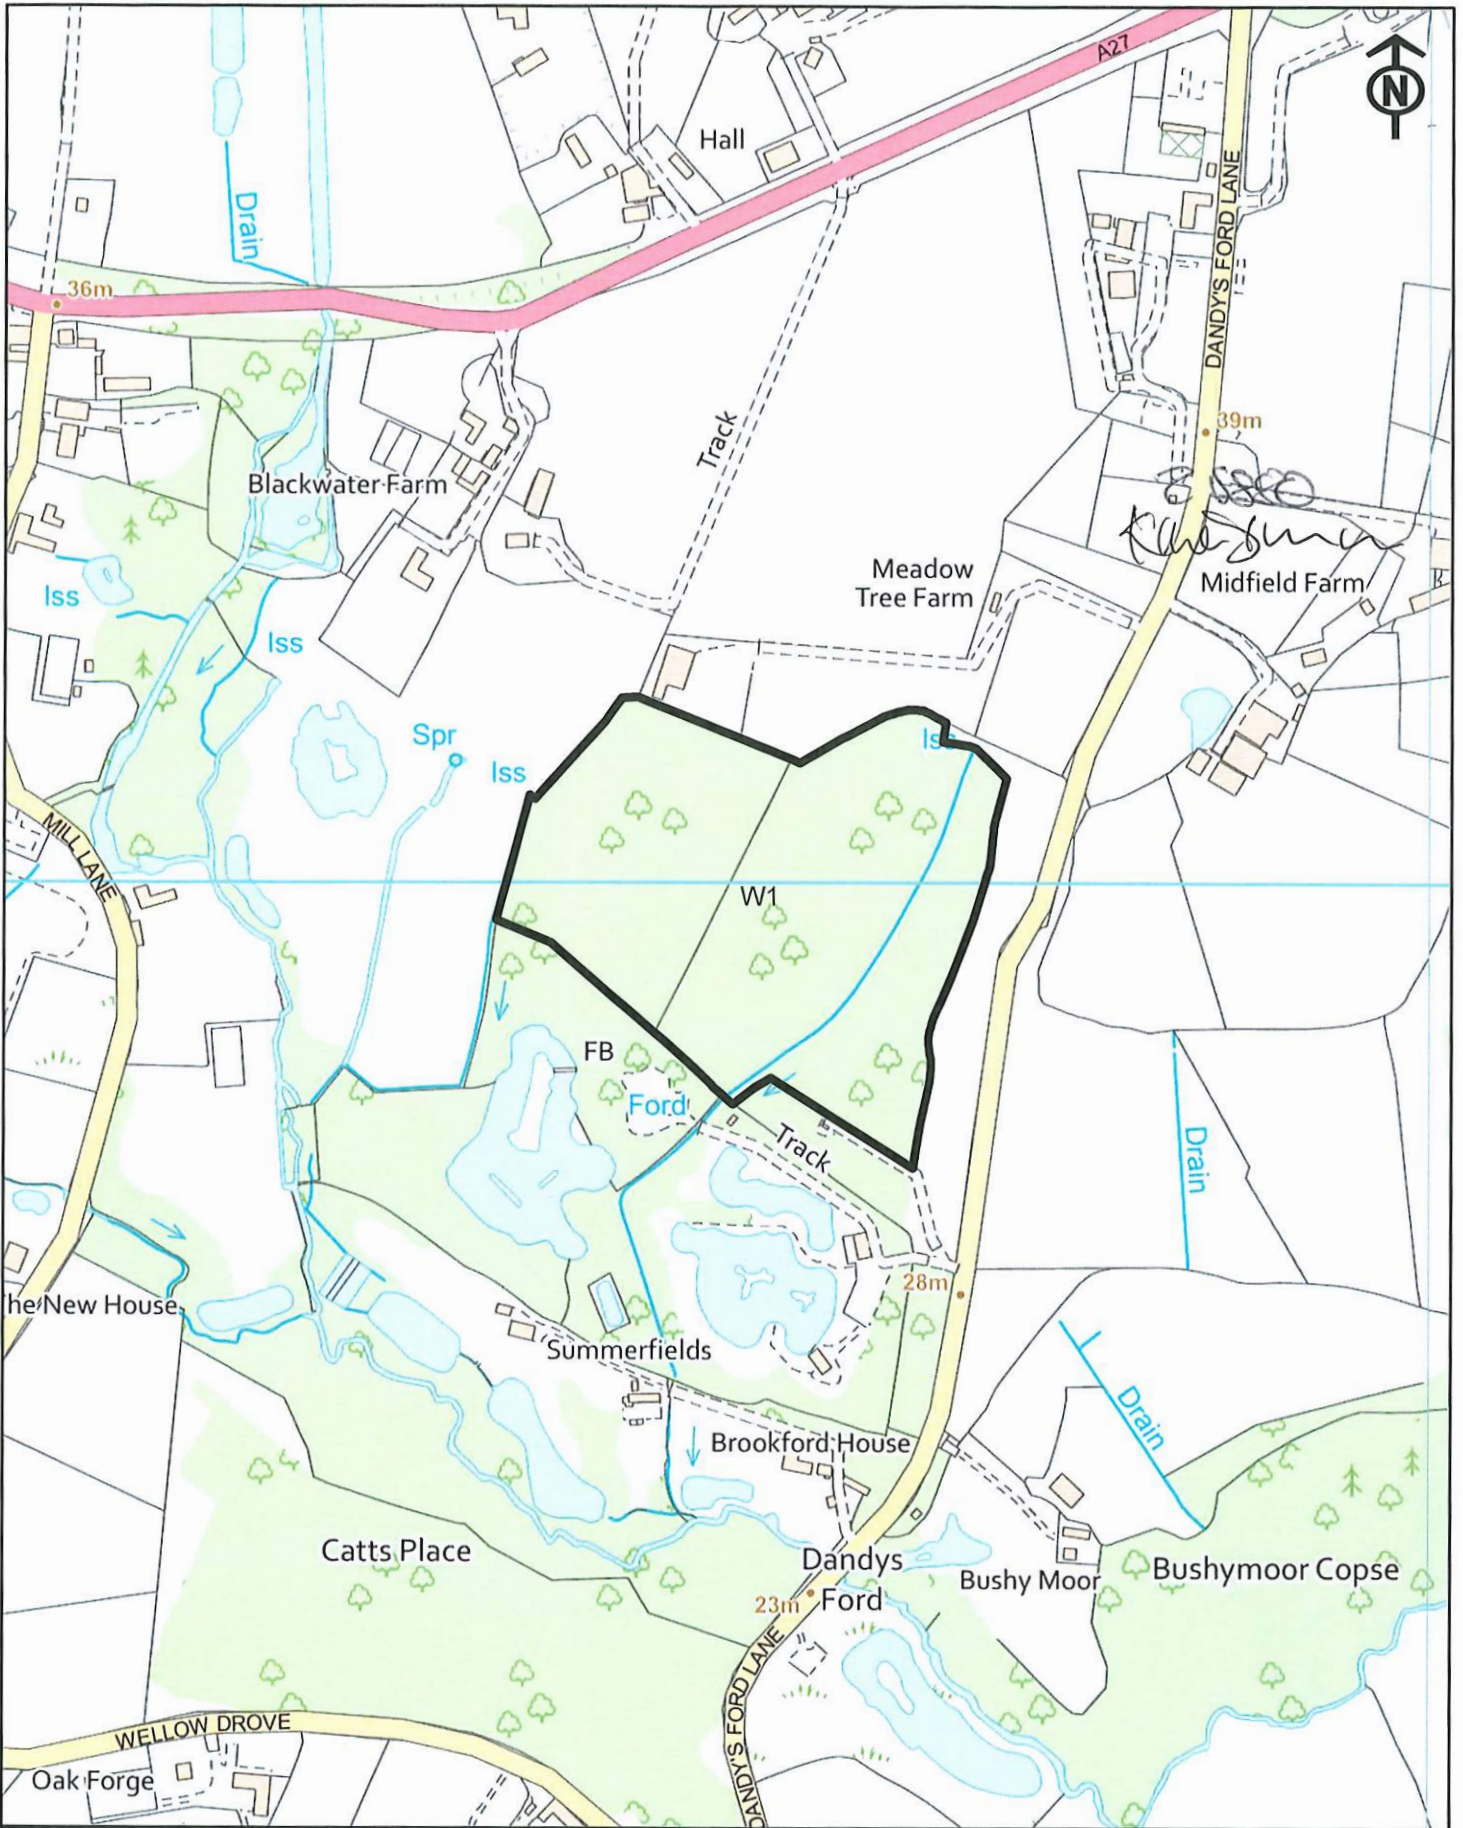 A27
N
Hall
DANDY'S FORD LANE
Drain
36m
39m
Track
Blackwater Farm
Meadow
Tree Farm
Midfield Farm
Iss
Iss
Spr
Iss
Iss
MILL LANE
W1
FB
Ford
Track
Drain
28m
he New House
Summerfields
Drain
Brookford House
Catts Place
Dandys
Ford
Bushy Moor
Bushymoor Copse
23m
DANDY'S FORD LANE
WELLOW DROVE
Oak Forge